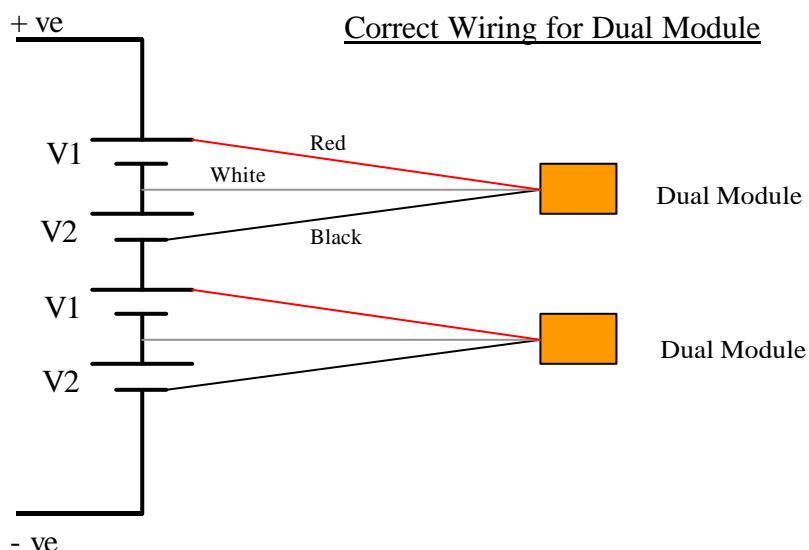 + ve
Correct Wiring for Dual Module
V1
Red
White
Dual Module
V2
Black
V1
Dual Module
V2
- ve